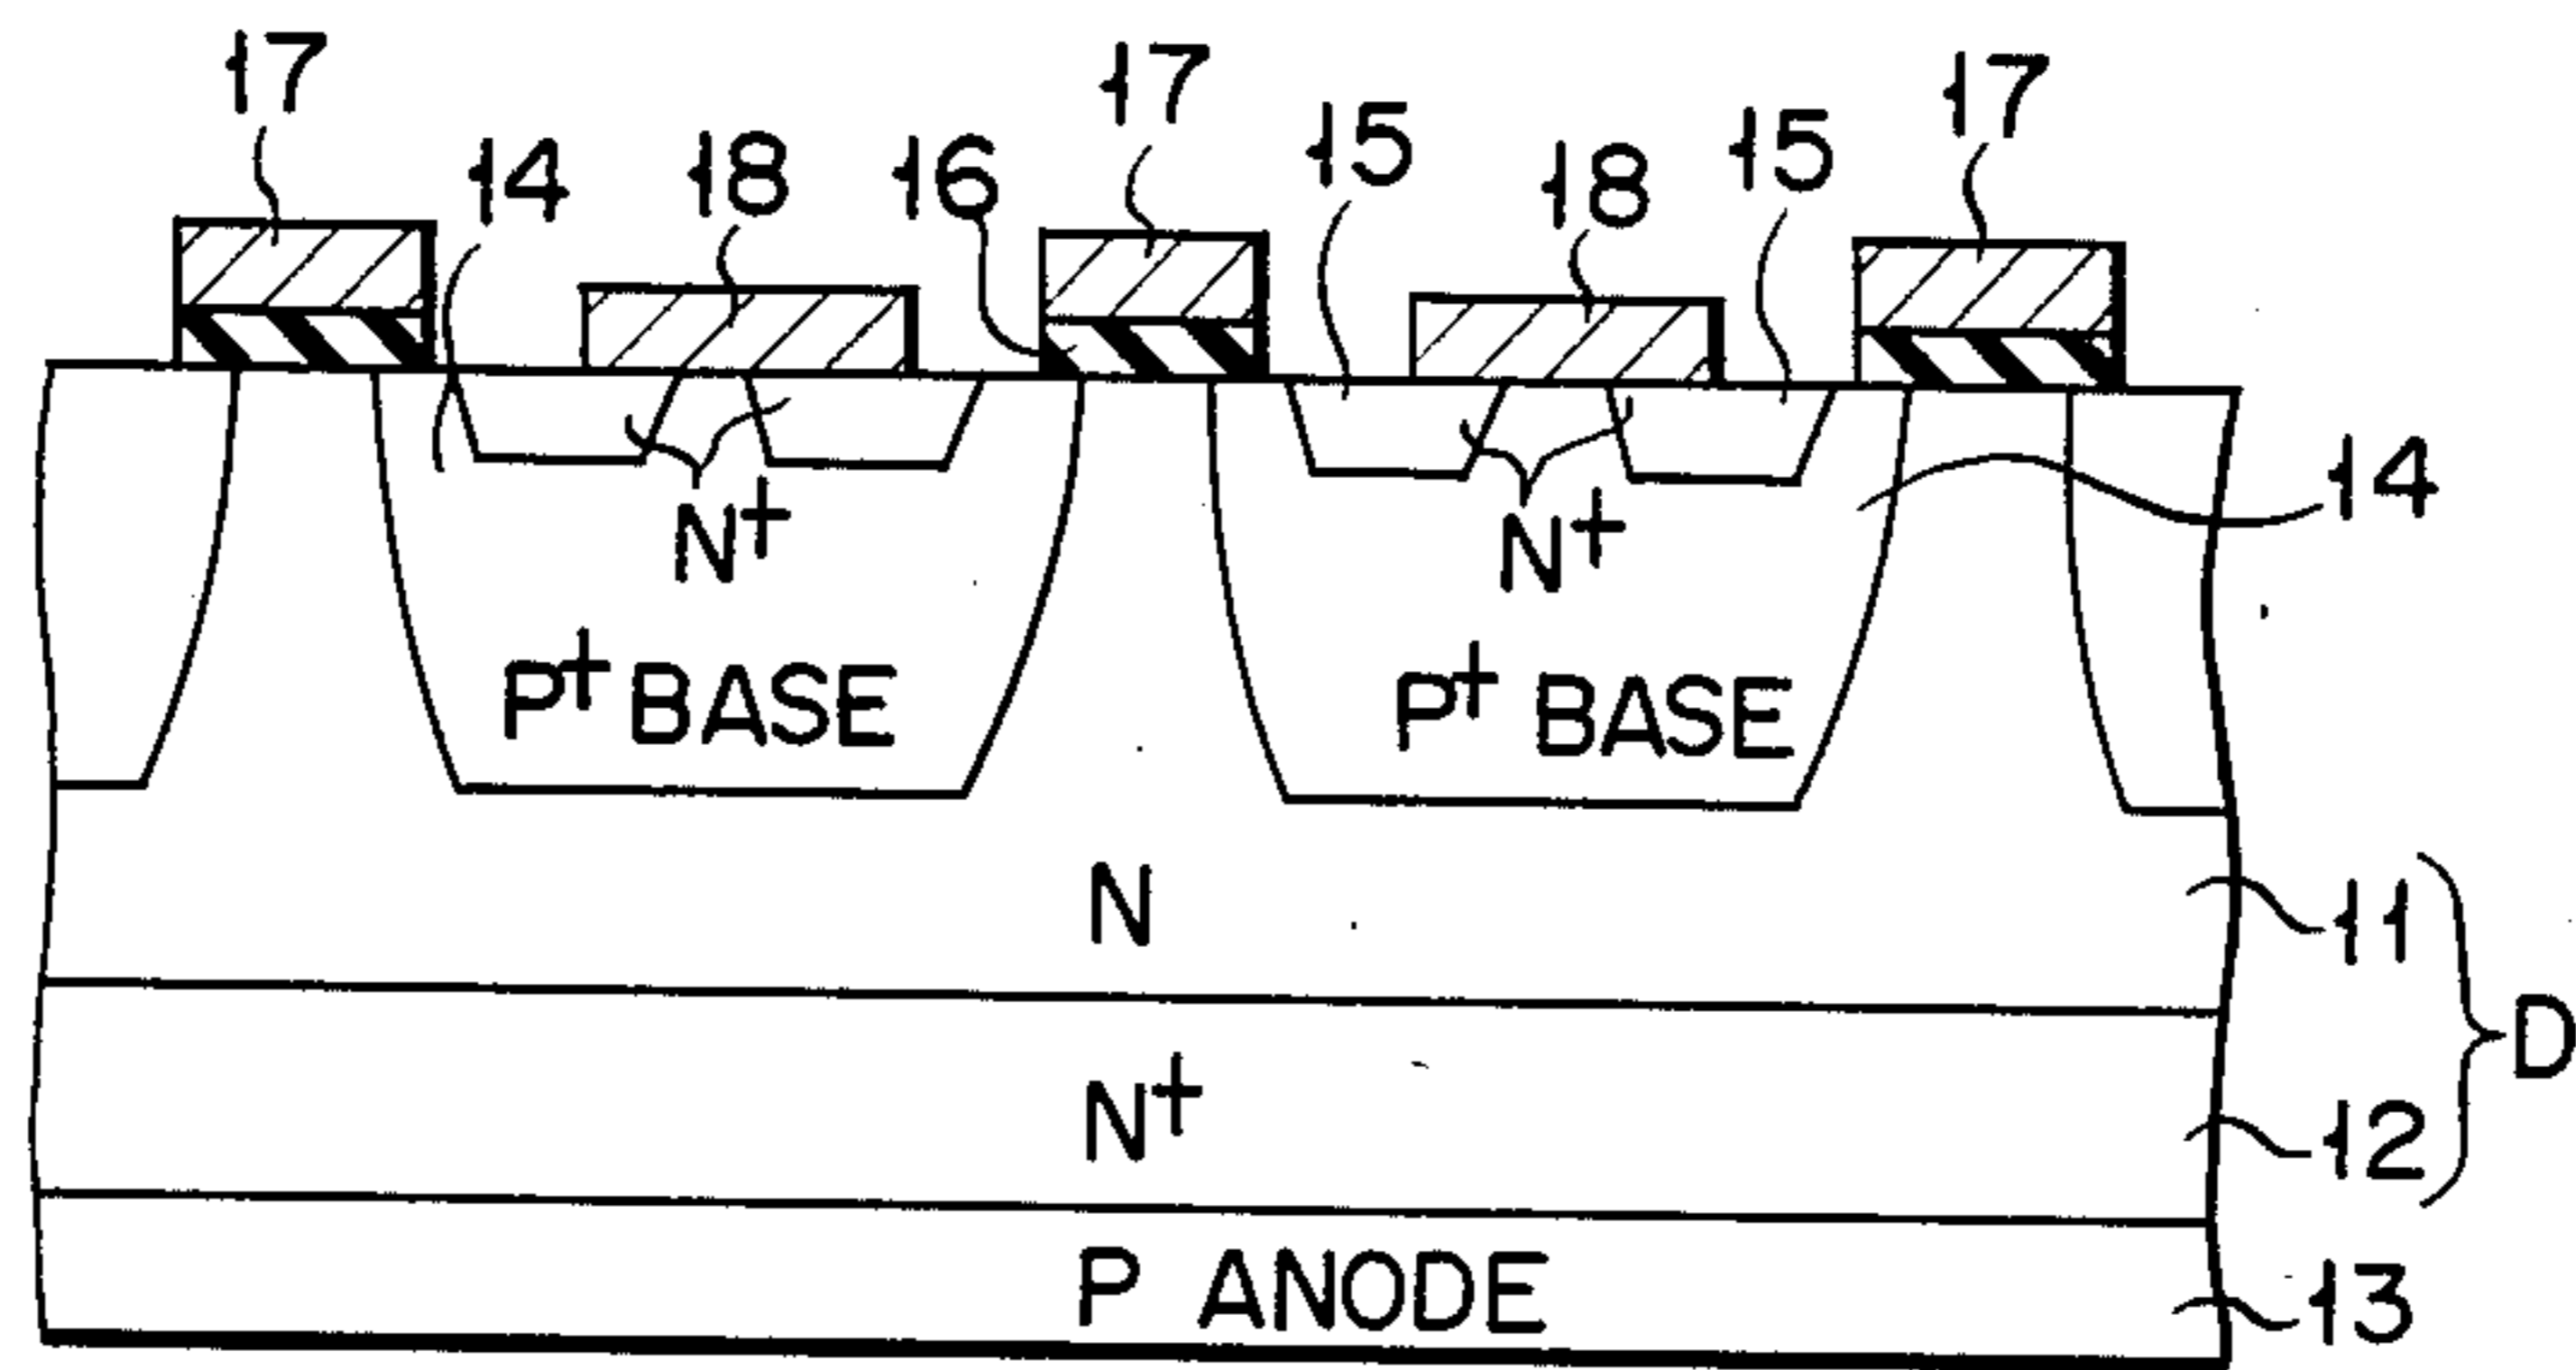 17 17 17
14 18 16 15 18 15
14
N+ N+
P+ BASE P+ BASE
N
11
D
N+
12
P ANODE
13